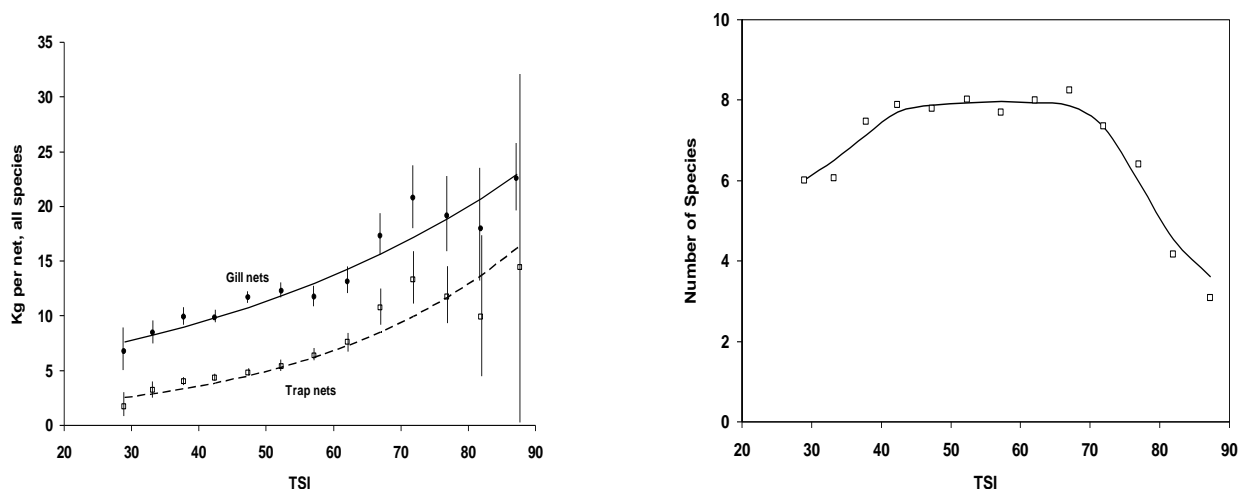 35
30
25
20
15
10
5
0
Kg per net, all species
Gill nets
Trap nets
20 30 40 50 60 70 80 90
TSI
10
8
6
4
2
0
Number of Species
20 30 40 50 60 70 80 90
TSI